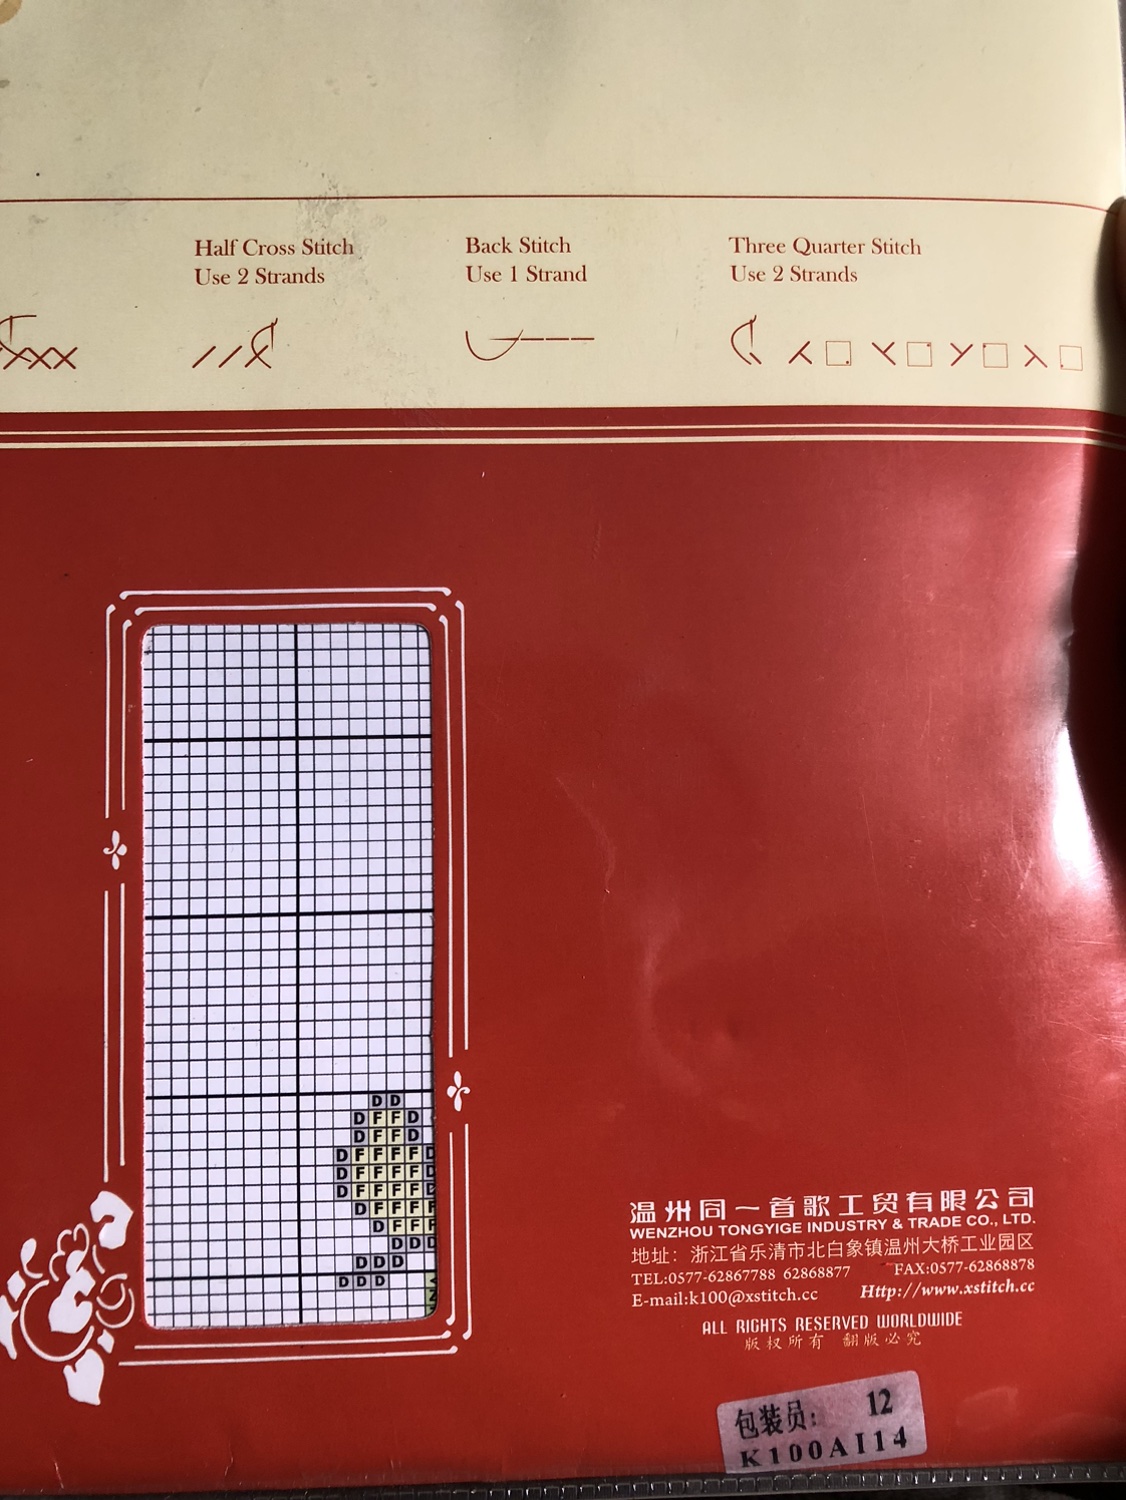 Half Cross Stitch
Use 2 Strands
Back Stitch
Use 1 Strand
Three Quarter Stitch
Use 2 Strands
D D
D F F D
D F F D
D F F F F D
D F F F F D
D F F F F D
D F F F F
D F F F
D D D
D D D
D D D
温州同一首歌工贸有限公司
WENZHOU TONGYIGE INDUSTRY & TRADE CO., LTD.
地址：浙江省乐清市北白象镇温州大桥工业园区
TEL:0577-62867788 62868877 FAX:0577-62868878
E-mail:k100@xstitch.cc Http://www.xstitch.cc
ALL RIGHTS RESERVED WORLDWIDE
版权所有 翻版必究
包装员: 12
K100AI14